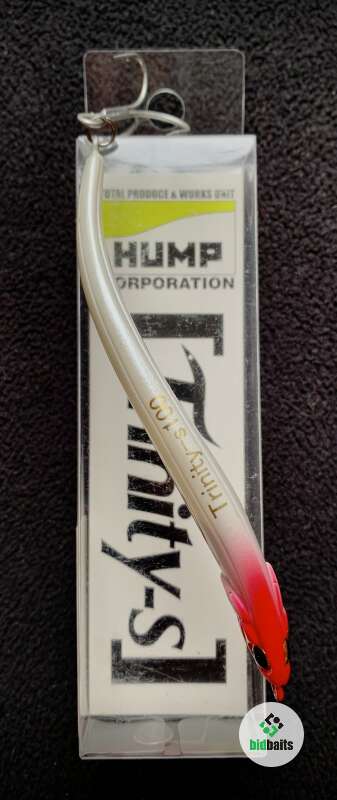 TOTAL PRODUCE & WORKS UNIT
HUMP
CORPORATION
[Trinity-s]
Trinity-s100
bidbaits